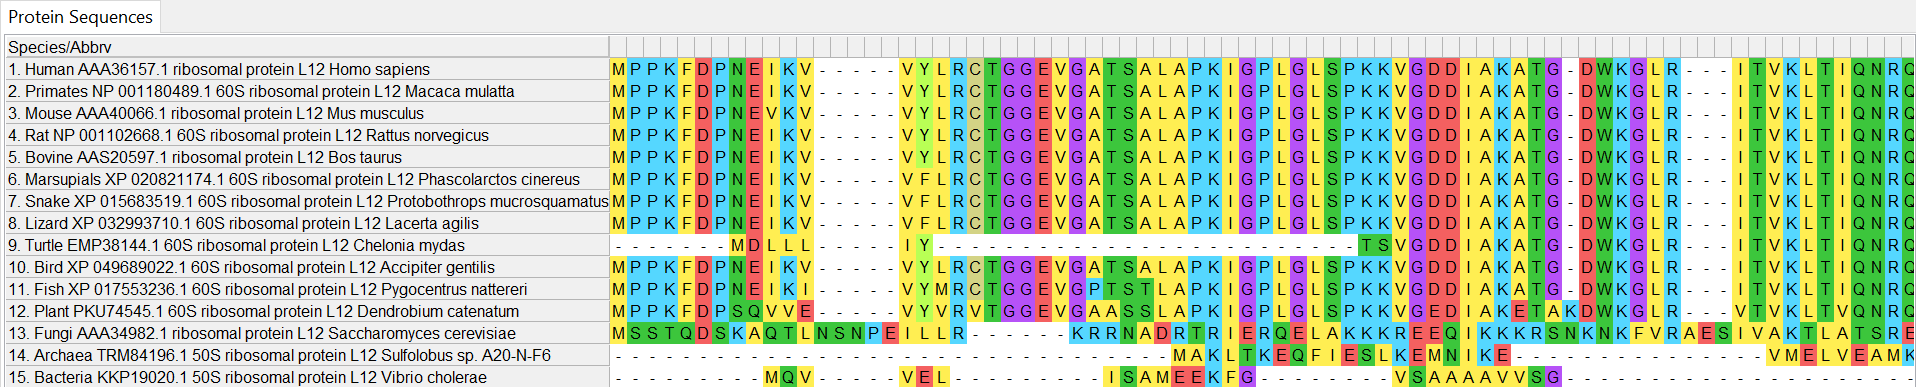 Protein Sequences
Species/Abbrv
1. Human AAA36157.1 ribosomal protein L12 Homo sapiens MPPKFDPNEIKV-----VYLRCTGGEVGATSALAPKIGPLGLSPKKVGDDIAKATG-DWKGLR---ITVKLTIQNRQ
2. Primates NP 001180489.1 60S ribosomal protein L12 Macaca mulatta MPPKFDPNEIKV-----VYLRCTGGEVGATSALAPKIGPLGLSPKKVGDDIAKATG-DWKGLR---ITVKLTIQNRQ
3. Mouse AAA40066.1 ribosomal protein L12 Mus musculus MPPKFDPNEVKV-----VYLRCTGGEVGATSALAPKIGPLGLSPKKVGDDIAKATG-DWKGLR---ITVKLTIQNRQ
4. Rat NP 001102668.1 60S ribosomal protein L12 Rattus norvegicus MPPKFDPNEIKV-----VYLRCTGGEVGATSALAPKIGPLGLSPKKVGDDIAKATG-DWKGLR---ITVKLTIQNRQ
5. Bovine AAS20597.1 ribosomal protein L12 Bos taurus MPPKFDPNEIKV-----VYLRCTGGEVGATSALAPKIGPLGLSPKKVGDDIAKATG-DWKGLR---ITVKLTIQNRQ
6. Marsupials XP 020821174.1 60S ribosomal protein L12 Phascolarctos cinereus MPPKFDPNEIKV-----VFLRCTGGEVGATSALAPKIGPLGLSPKKVGDDIAKATG-DWKGLR---ITVKLTIQNRQ
7. Snake XP 015683519.1 60S ribosomal protein L12 Protobothrops mucrosquamatus MPPKFDPNEIKV-----VFLRCTGGEVGATSALAPKIGPLGLSPKKVGDDIAKATG-DWKGLR---ITVKLTIQNRQ
8. Lizard XP 032993710.1 60S ribosomal protein L12 Lacerta agilis MPPKFDPNEIKV-----VFLRCTGGEVGATSALAPKIGPLGLSPKKVGDDIAKATG-DWKGLR---ITVKLTIQNRQ
9. Turtle EMP38144.1 60S ribosomal protein L12 Chelonia mydas -------MDLLL-----IY-------------------------TSVGDDIAKATG-DWKGLR---ITVKLTIQNRQ
10. Bird XP 049689022.1 60S ribosomal protein L12 Accipiter gentilis MPPKFDPNEIKV-----VYLRCTGGEVGATSALAPKIGPLGLSPKKVGDDIAKATG-DWKGLR---ITVKLTIQNRQ
11. Fish XP 017553236.1 60S ribosomal protein L12 Pygocentrus nattereri MPPKFDPNEIKI-----VYMRCTGGEVGPTSTLAPKIGPLGLSPKKVGDDIAKATG-DWKGLR---ITVKLTIQNRQ
12. Plant PKU74545.1 60S ribosomal protein L12 Dendrobium catenatum MPPKFDPSQVVE-----VYVRVTGGEVGAASSLAPKIGPLGLSPKKVGEDIAKETAKDWKGLR---VTVKLTVQNRQ
13. Fungi AAA34982.1 ribosomal protein L12 Saccharomyces cerevisiae MSSTQDSKAQTLNSNPEILLR------KRRNADRTRIERQELAKKKREEQIKKKRSNKNKFVRAESIVAKTLATSRE
14. Archaea TRM84196.1 50S ribosomal protein L12 Sulfolobus sp. A20-N-F6 ---------------------------------MAKLTKEQFIESLKEMNIKE---------------VMELVEAMK
15. Bacteria KKP19020.1 50S ribosomal protein L12 Vibrio cholerae ---------MQV-----VEL---------ISAMEEKFG--------VSAAAAVVSG---------------------